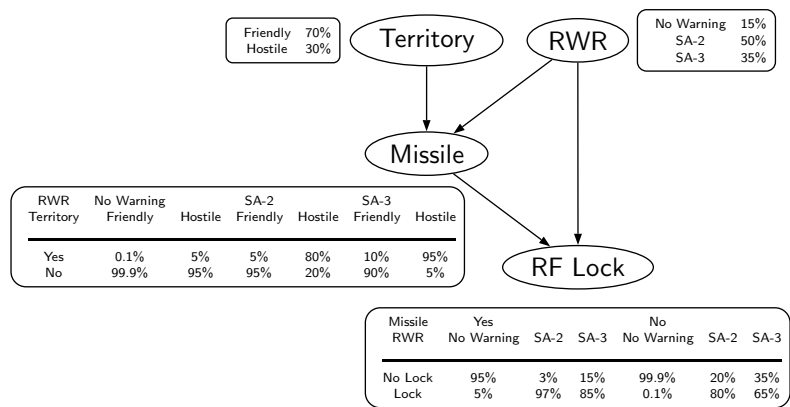 Friendly 70%
Hostile 30%
Territory
RWR
No Warning 15%
SA-2 50%
SA-3 35%
Missile
RWR No Warning SA-2 SA-3
Territory Friendly Hostile Friendly Hostile Friendly Hostile
Yes 0.1% 5% 5% 80% 10% 95%
No 99.9% 95% 95% 20% 90% 5%
RF Lock
Missile Yes No
RWR No Warning SA-2 SA-3 No Warning SA-2 SA-3
No Lock 95% 3% 15% 99.9% 20% 35%
Lock 5% 97% 85% 0.1% 80% 65%